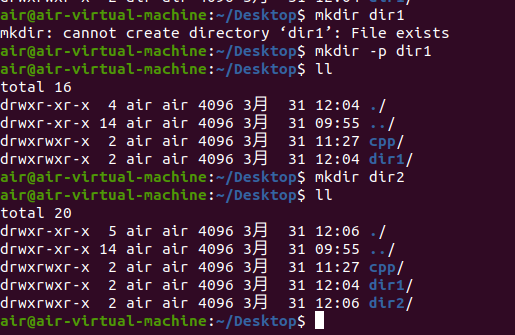 air@air-virtual-machine:~/Desktop$ mkdir dir1
mkdir: cannot create directory ‘dir1’: File exists
air@air-virtual-machine:~/Desktop$ mkdir -p dir1
air@air-virtual-machine:~/Desktop$ ll
total 16
drwxr-xr-x  4 air air 4096 3月  31 12:04 ./
drwxr-xr-x 14 air air 4096 3月  31 09:55 ../
drwxrwxr-x  2 air air 4096 3月  31 11:27 cpp/
drwxrwxr-x  2 air air 4096 3月  31 12:04 dir1/
air@air-virtual-machine:~/Desktop$ mkdir dir2
air@air-virtual-machine:~/Desktop$ ll
total 20
drwxr-xr-x  5 air air 4096 3月  31 12:06 ./
drwxr-xr-x 14 air air 4096 3月  31 09:55 ../
drwxrwxr-x  2 air air 4096 3月  31 11:27 cpp/
drwxrwxr-x  2 air air 4096 3月  31 12:04 dir1/
drwxrwxr-x  2 air air 4096 3月  31 12:06 dir2/
air@air-virtual-machine:~/Desktop$